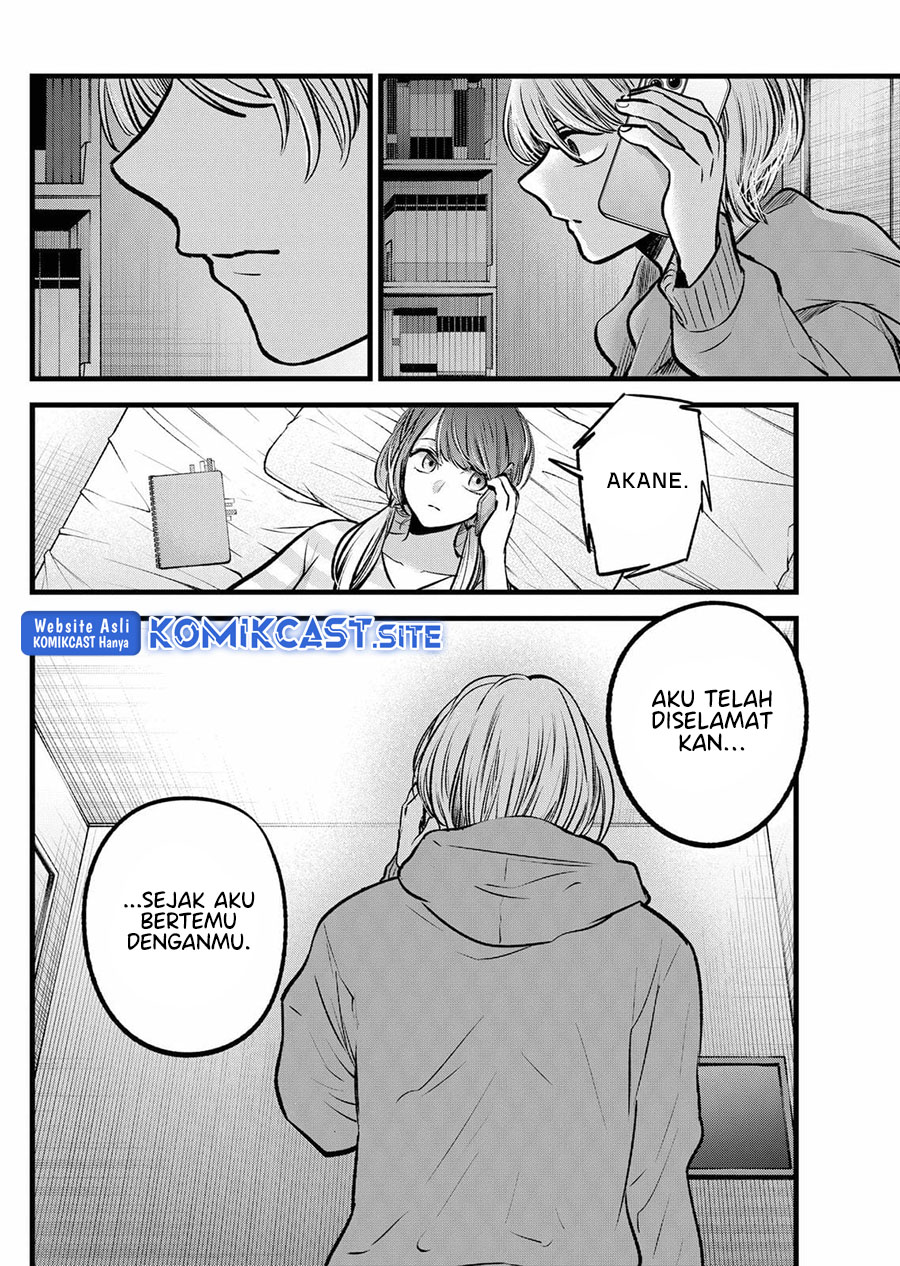 AKANE.
Website Asli
KOMIKCAST Hanya
KOMIKCAST.SITE
AKU TELAH
DISELAMAT
KAN...
...SEJAK AKU
BERTEMU
DENGANMU.